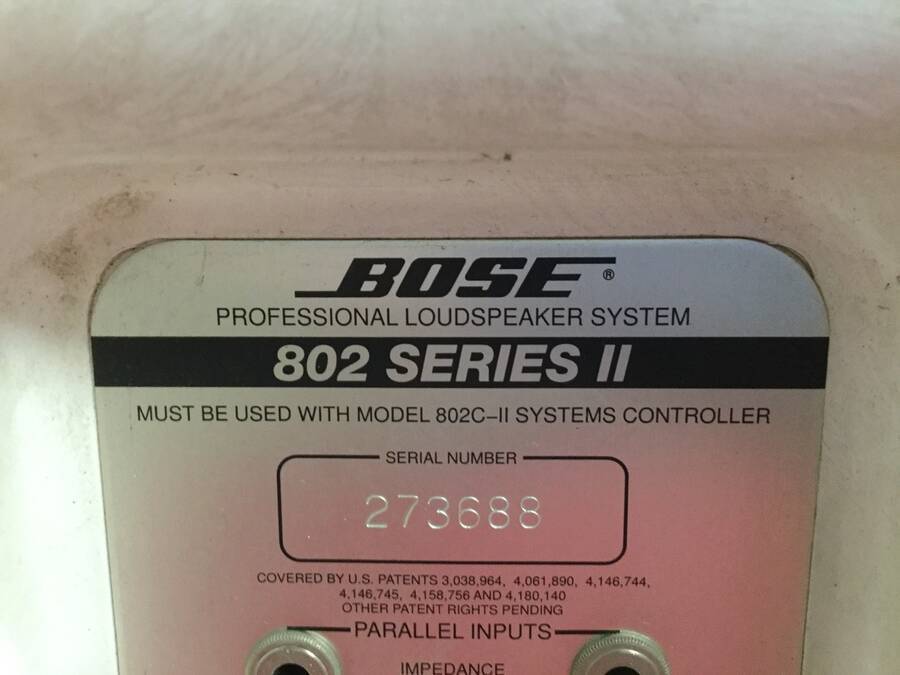 BOSE®
PROFESSIONAL LOUDSPEAKER SYSTEM
802 SERIES II
MUST BE USED WITH MODEL 802C-II SYSTEMS CONTROLLER
SERIAL NUMBER
273688
COVERED BY U.S. PATENTS 3,038,964, 4,061,890, 4,146,744,
4,146,745, 4,158,756 AND 4,180,140
OTHER PATENT RIGHTS PENDING
PARALLEL INPUTS
IMPEDANCE